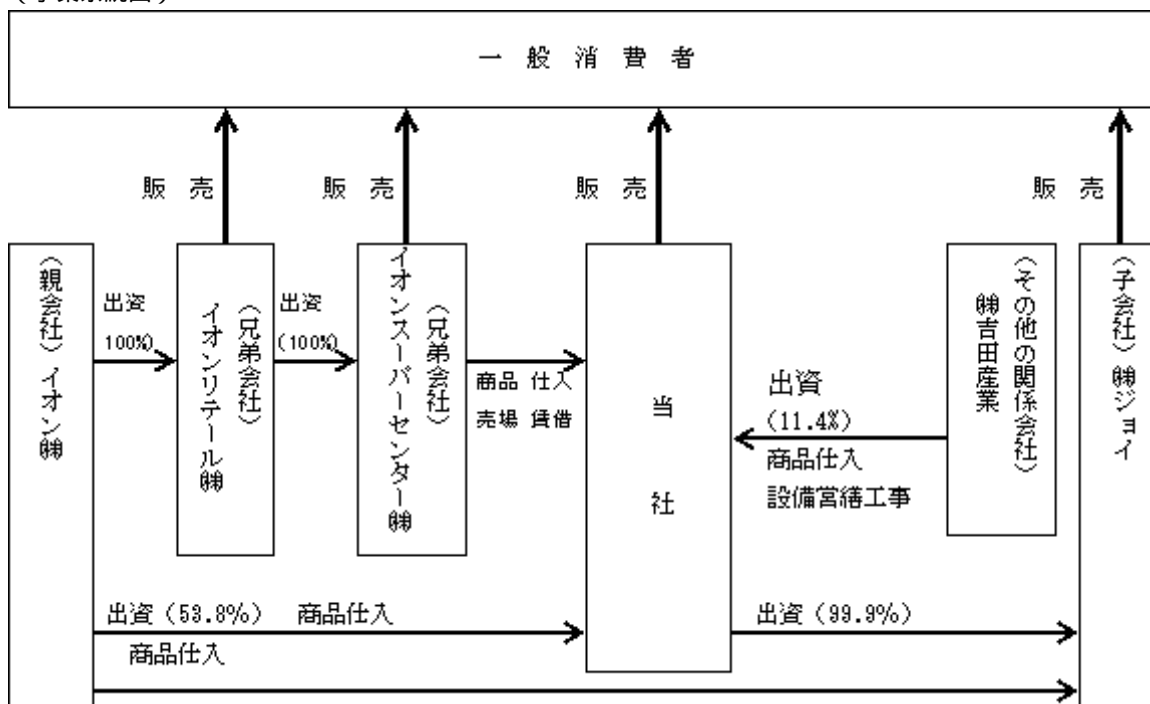 (事業系統図)
一 般 消 費 者
販 売
販 売
販 売
販 売
(親会社)イオン㈱
出資
100%)
(兄弟会社)
イオンリテール㈱
出資
(100%)
(兄弟会社)
イオンスーパーセンター㈱
商品 仕入
売場 賃借
当 社
出資
(11.4%)
商品仕入
設備営繕工事
(その他の関係会社)
㈱吉田産業
(子会社)㈱ジョイ
出資(53.8%) 商品仕入
商品仕入
出資(99.9%)